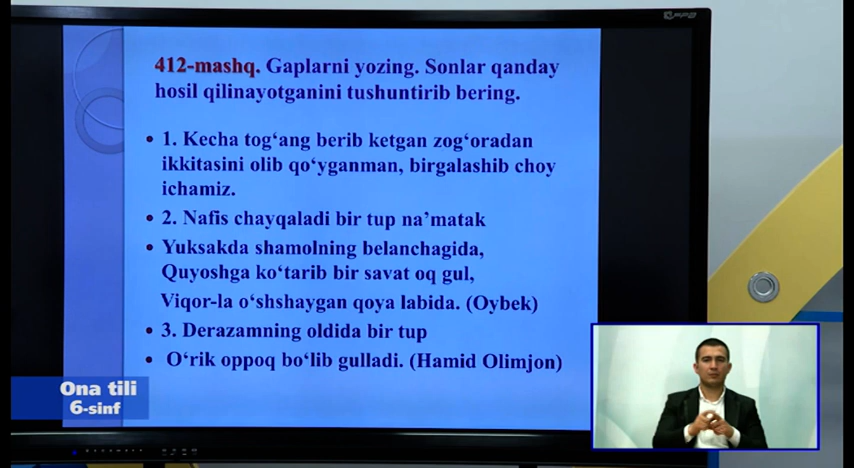 412-mashq. Gaplarni yozing. Sonlar qanday
hosil qilinayotganini tushuntirib bering.
• 1. Kecha tog‘ang berib ketgan zog‘oradan
ikkitasini olib qo‘yganman, birgalashib choy
ichamiz.
• 2. Nafis chayqaladi bir tup na’matak
• Yuksakda shamolning belanchagida,
Quyoshga ko‘tarib bir savat oq gul,
Viqor-la o‘shshaygan qoya labida. (Oybek)
• 3. Derazamning oldida bir tup
• O‘rik oppoq bo‘lib gulladi. (Hamid Olimjon)
Ona tili
6-sinf